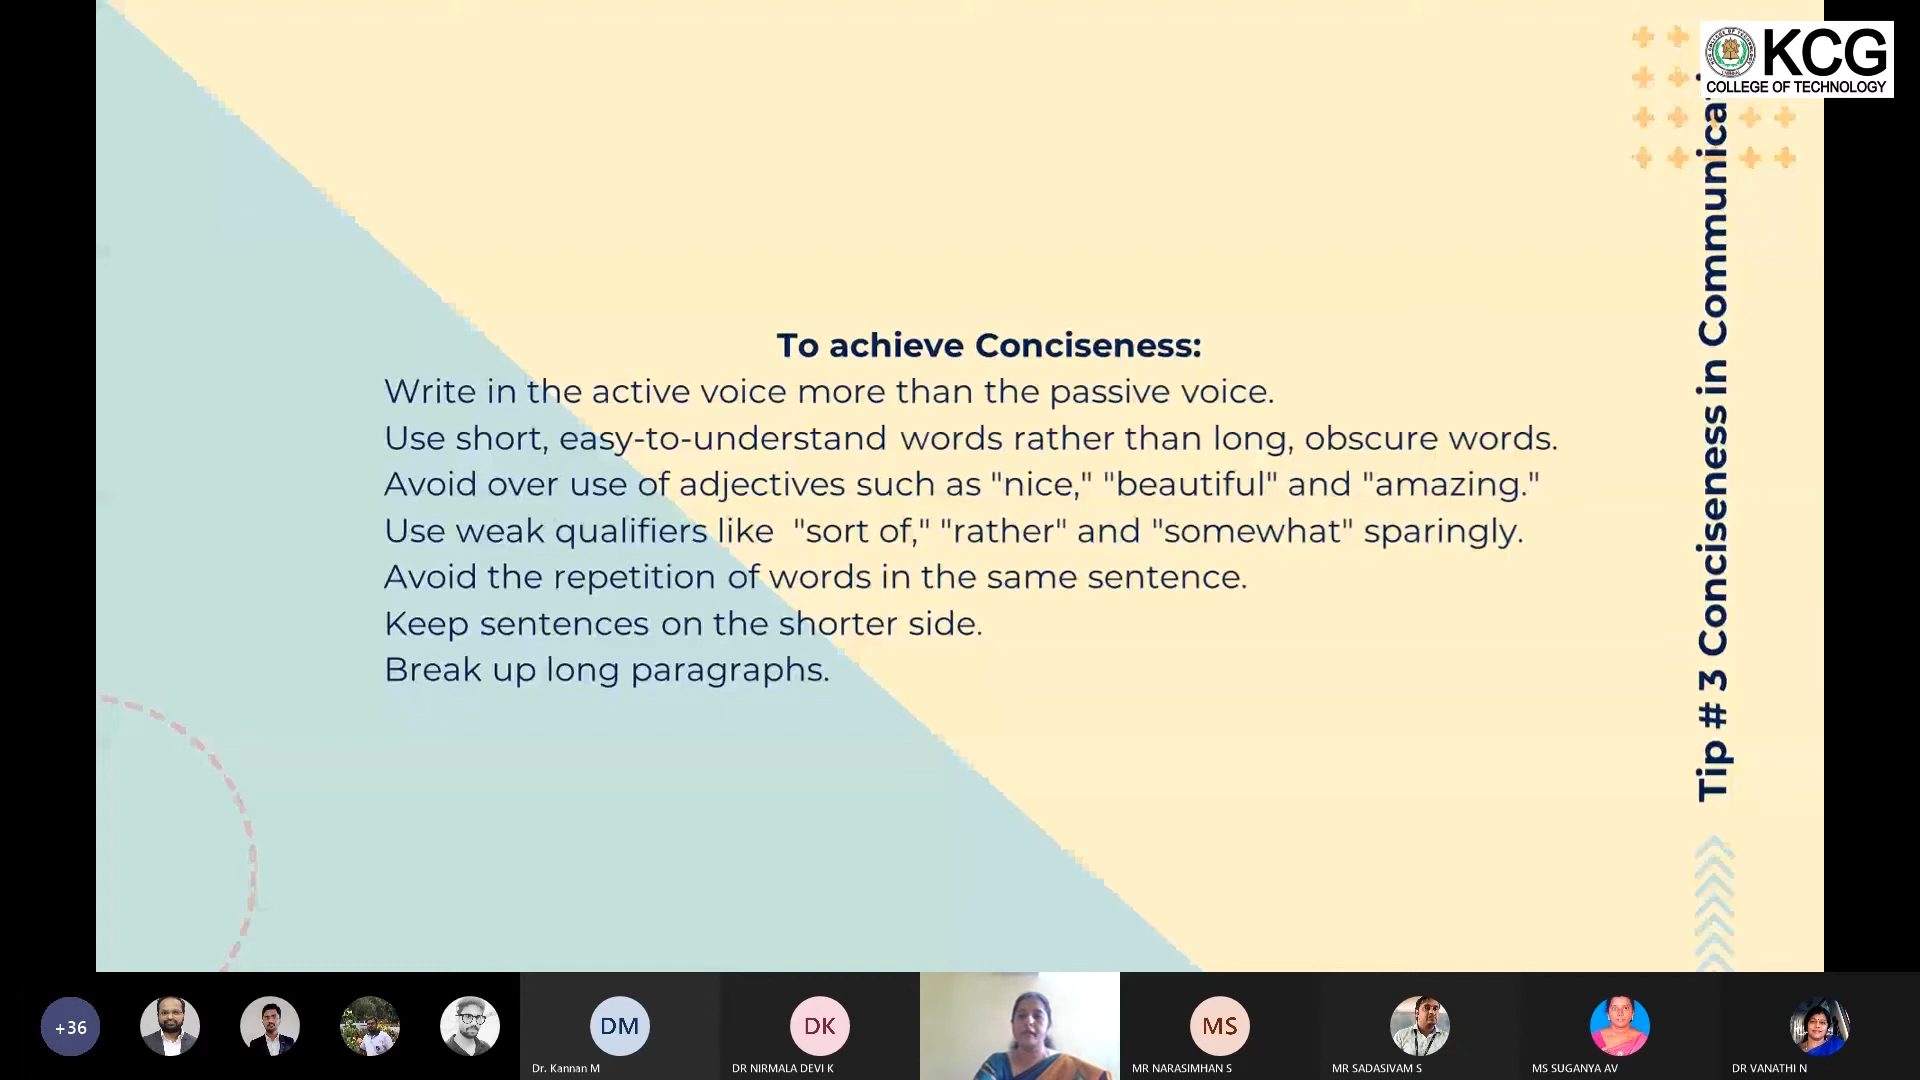 KCG
COLLEGE OF TECHNOLOGY
To achieve Conciseness:
Write in the active voice more than the passive voice.
Use short, easy-to-understand words rather than long, obscure words.
Avoid over use of adjectives such as "nice," "beautiful" and "amazing."
Use weak qualifiers like  "sort of," "rather" and "somewhat" sparingly.
Avoid the repetition of words in the same sentence.
Keep sentences on the shorter side.
Break up long paragraphs.
Tip # 3 Conciseness in Communica
+36
DM
Dr. Kannan M
DK
DR NIRMALA DEVI K
MS
MR NARASIMHAN S
MR SADASIVAM S
MS SUGANYA AV
DR VANATHI N